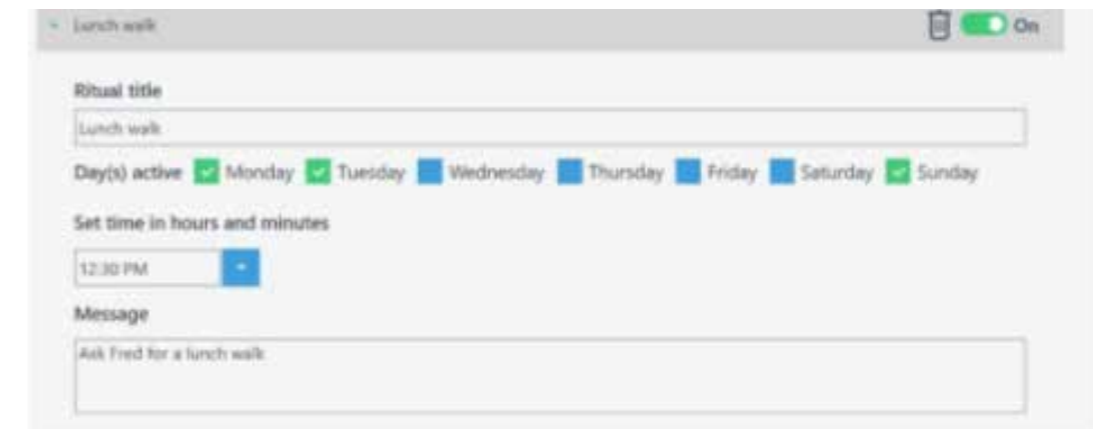 Lunch walk On
Ritual title
Lunch walk
Day(s) active Monday Tuesday Wednesday Thursday Friday Saturday Sunday
Set time in hours and minutes
12:30 PM
Message
Ask Fred for a lunch walk